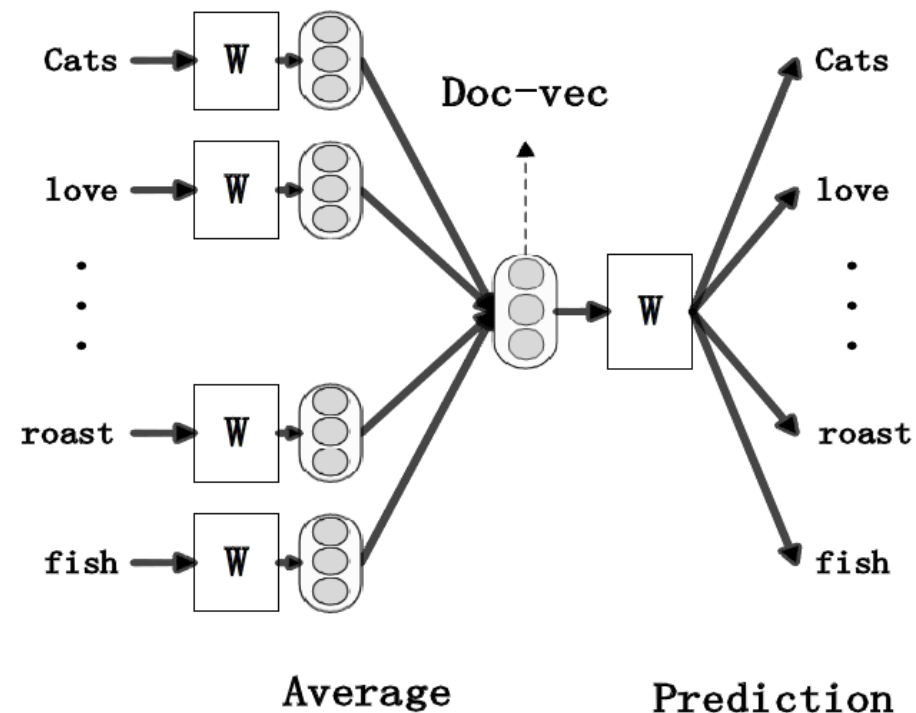 Cats W Cats
Doc-vec
love W love
W
roast W roast
fish W fish
Average Prediction